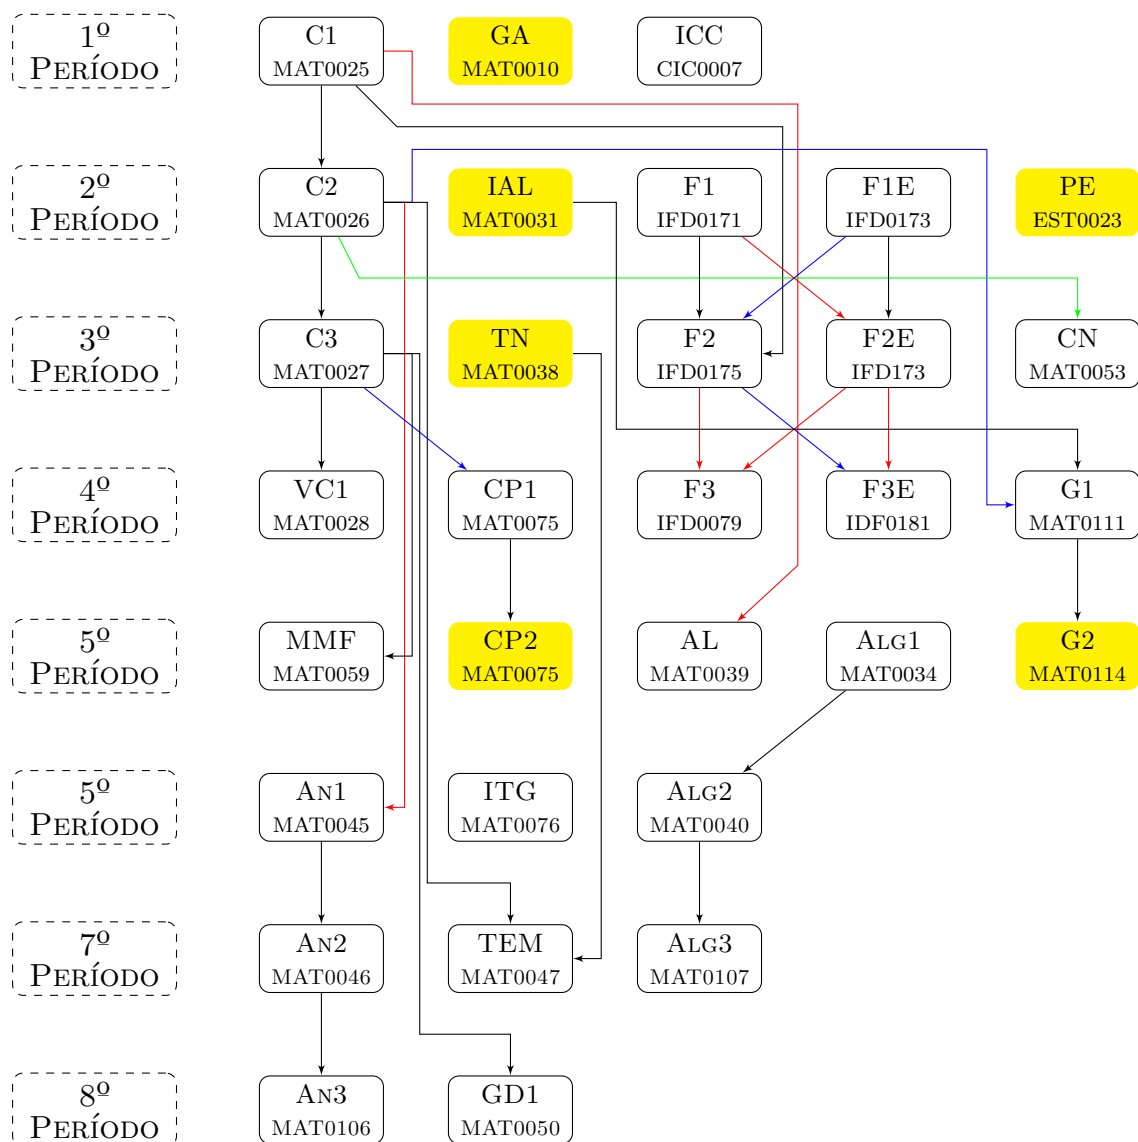 1º
PERÍODO
C1
MAT0025
GA
MAT0010
ICC
CIC0007
2º
PERÍODO
C2
MAT0026
IAL
MAT0031
F1
IFD0171
F1E
IFD0173
PE
EST0023
3º
PERÍODO
C3
MAT0027
TN
MAT0038
F2
IFD0175
F2E
IFD173
CN
MAT0053
4º
PERÍODO
VC1
MAT0028
CP1
MAT0075
F3
IFD0079
F3E
IDF0181
G1
MAT0111
5º
PERÍODO
MMF
MAT0059
CP2
MAT0075
AL
MAT0039
ALG1
MAT0034
G2
MAT0114
5º
PERÍODO
AN1
MAT0045
ITG
MAT0076
ALG2
MAT0040
7º
PERÍODO
AN2
MAT0046
TEM
MAT0047
ALG3
MAT0107
8º
PERÍODO
AN3
MAT0106
GD1
MAT0050